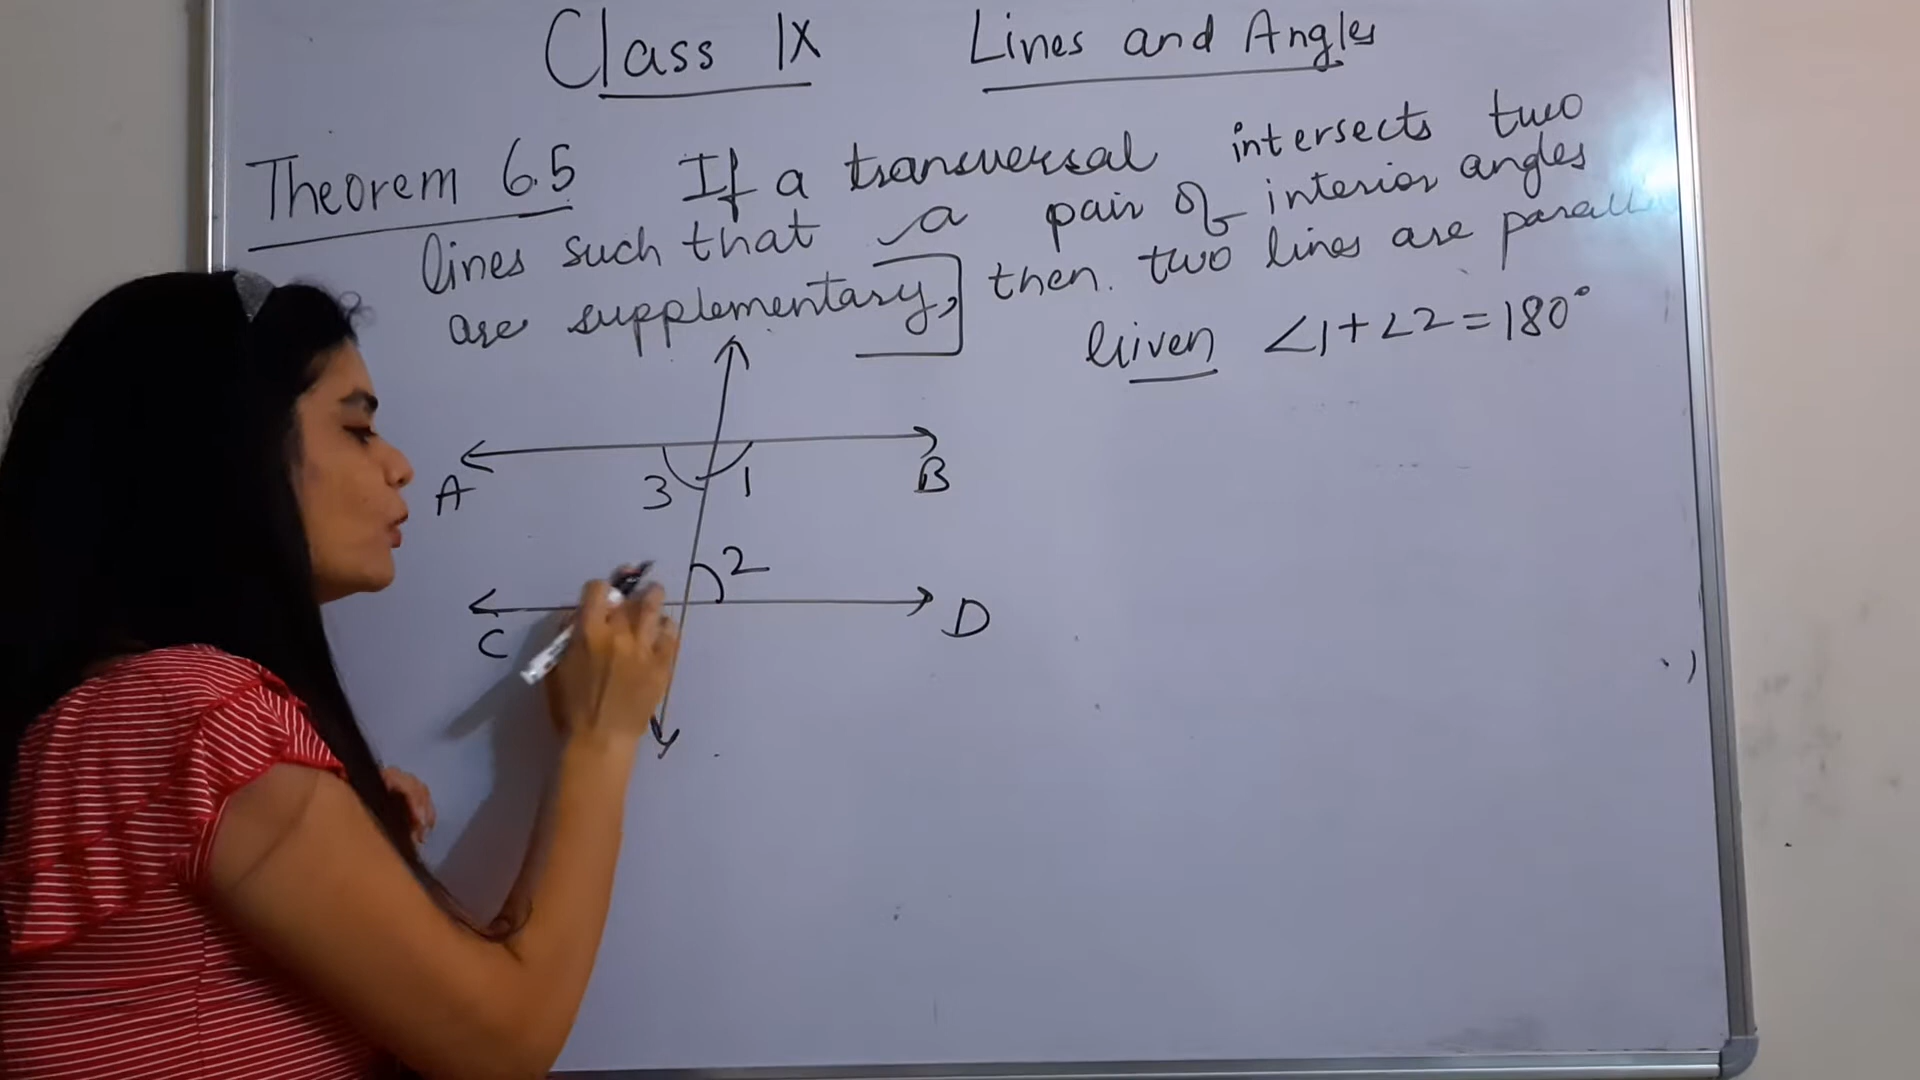 Class IX Lines and Angles
Theorem 6.5 If a transversal intersects two
lines such that a pair of interior angles
are supplementary, then two lines are parallel
Given ∠1+∠2=180°
A B
3 1
2
C D